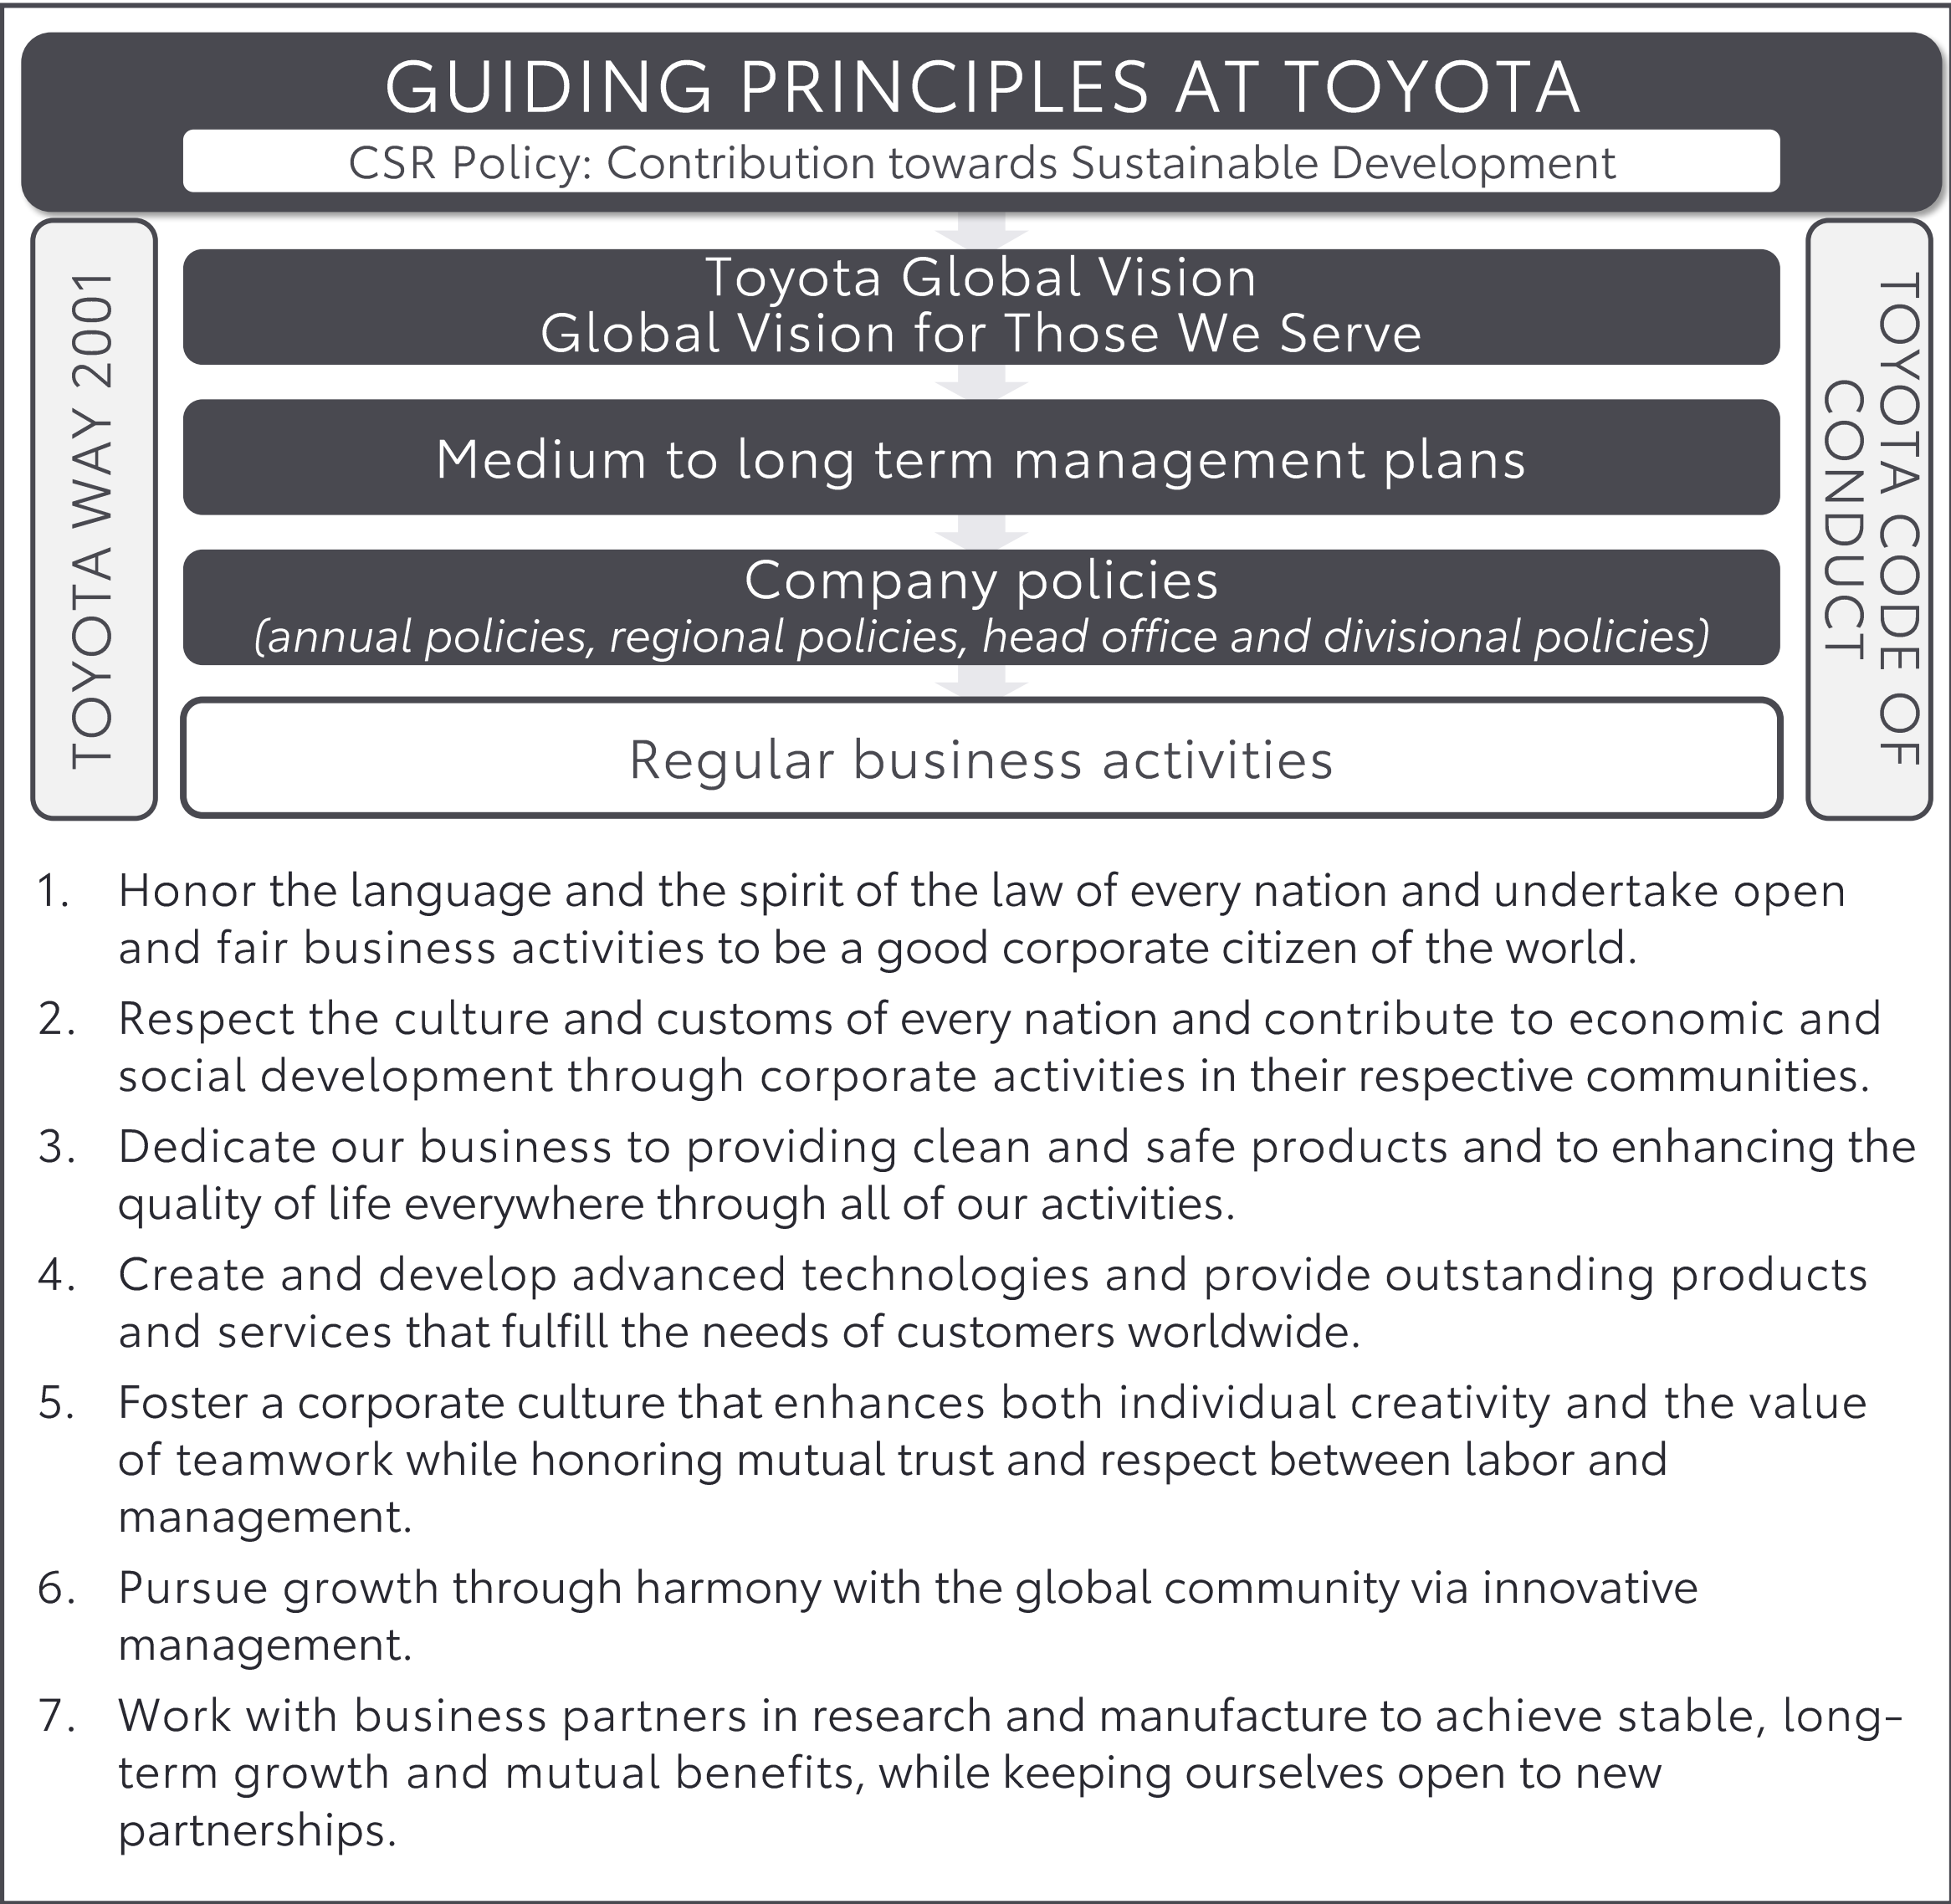 GUIDING PRINCIPLES AT TOYOTA
CSR Policy: Contribution towards Sustainable Development
TOYOTA WAY 2001
Toyota Global Vision
Global Vision for Those We Serve
Medium to long term management plans
Company policies
(annual policies, regional policies, head office and divisional policies)
Regular business activities
TOYOTA CODE OF
CONDUCT
1. Honor the language and the spirit of the law of every nation and undertake open
and fair business activities to be a good corporate citizen of the world.
2. Respect the culture and customs of every nation and contribute to economic and
social development through corporate activities in their respective communities.
3. Dedicate our business to providing clean and safe products and to enhancing the
quality of life everywhere through all of our activities.
4. Create and develop advanced technologies and provide outstanding products
and services that fulfill the needs of customers worldwide.
5. Foster a corporate culture that enhances both individual creativity and the value
of teamwork while honoring mutual trust and respect between labor and
management.
6. Pursue growth through harmony with the global community via innovative
management.
7. Work with business partners in research and manufacture to achieve stable, long-
term growth and mutual benefits, while keeping ourselves open to new
partnerships.